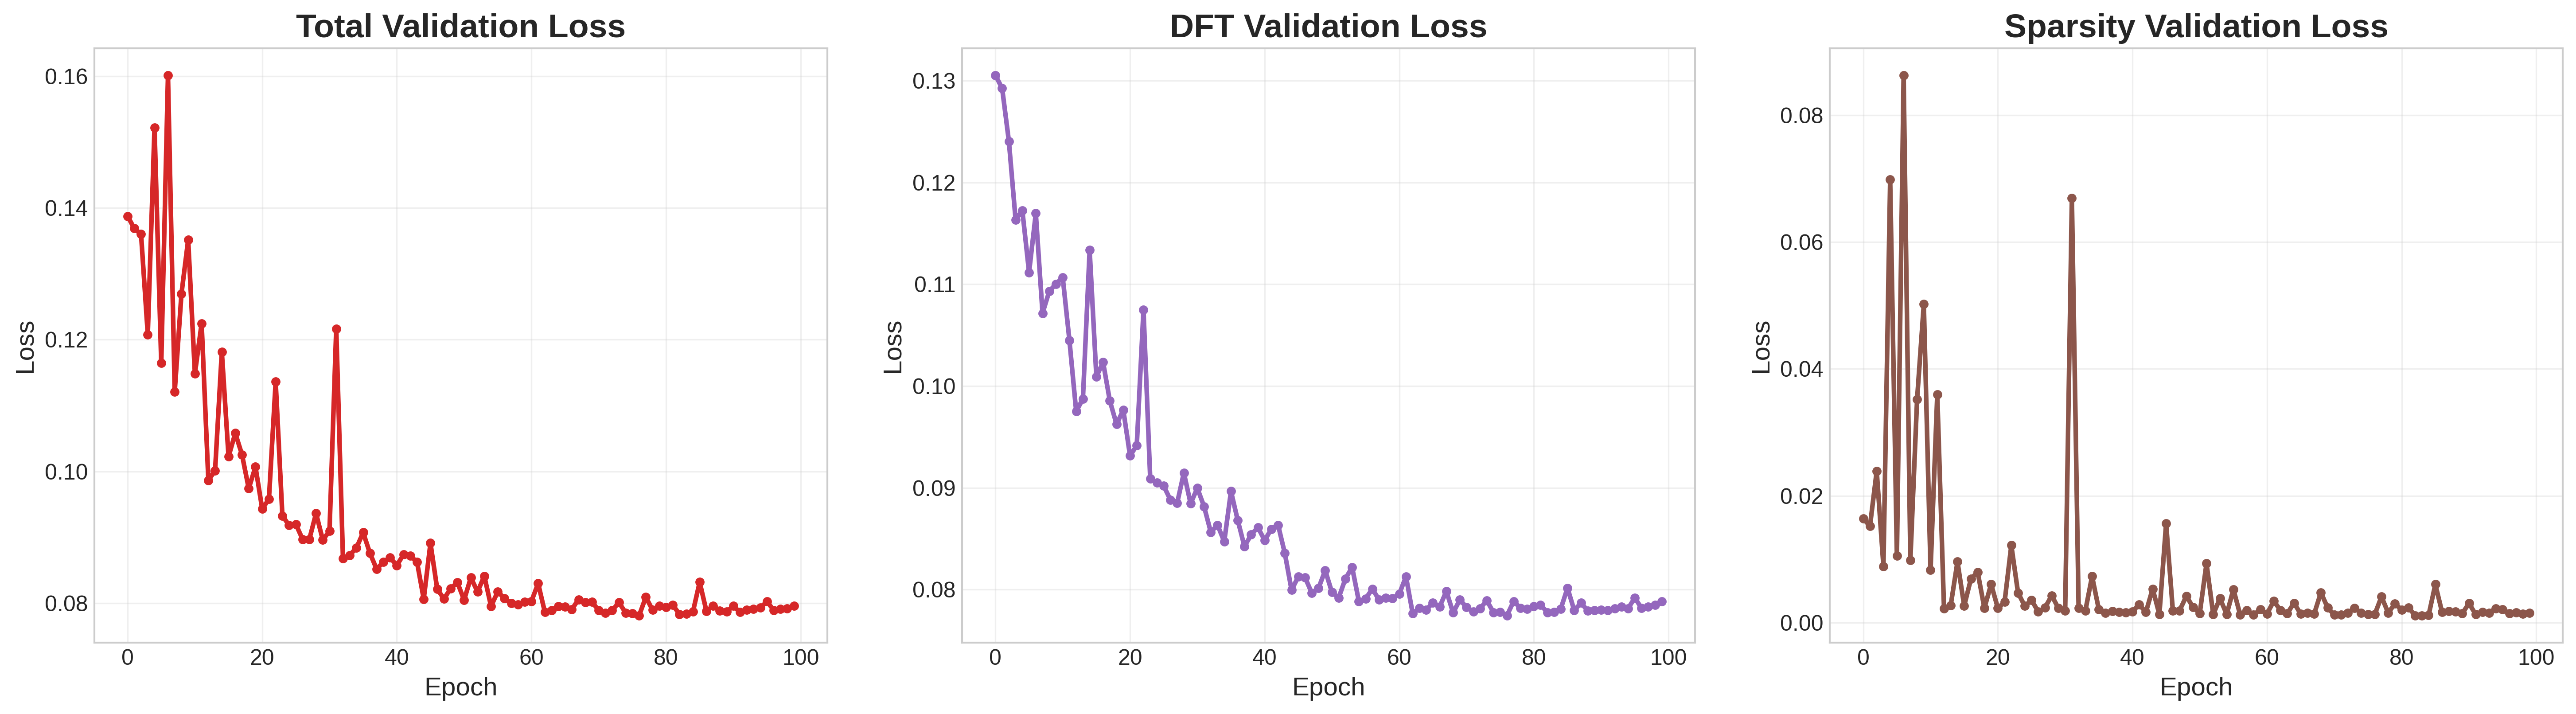 Total Validation Loss
0.16
0.14
0.12
0.10
0.08
Loss
0 20 40 60 80 100
Epoch
DFT Validation Loss
0.13
0.12
0.11
0.10
0.09
0.08
Loss
0 20 40 60 80 100
Epoch
Sparsity Validation Loss
0.08
0.06
0.04
0.02
0.00
Loss
0 20 40 60 80 100
Epoch